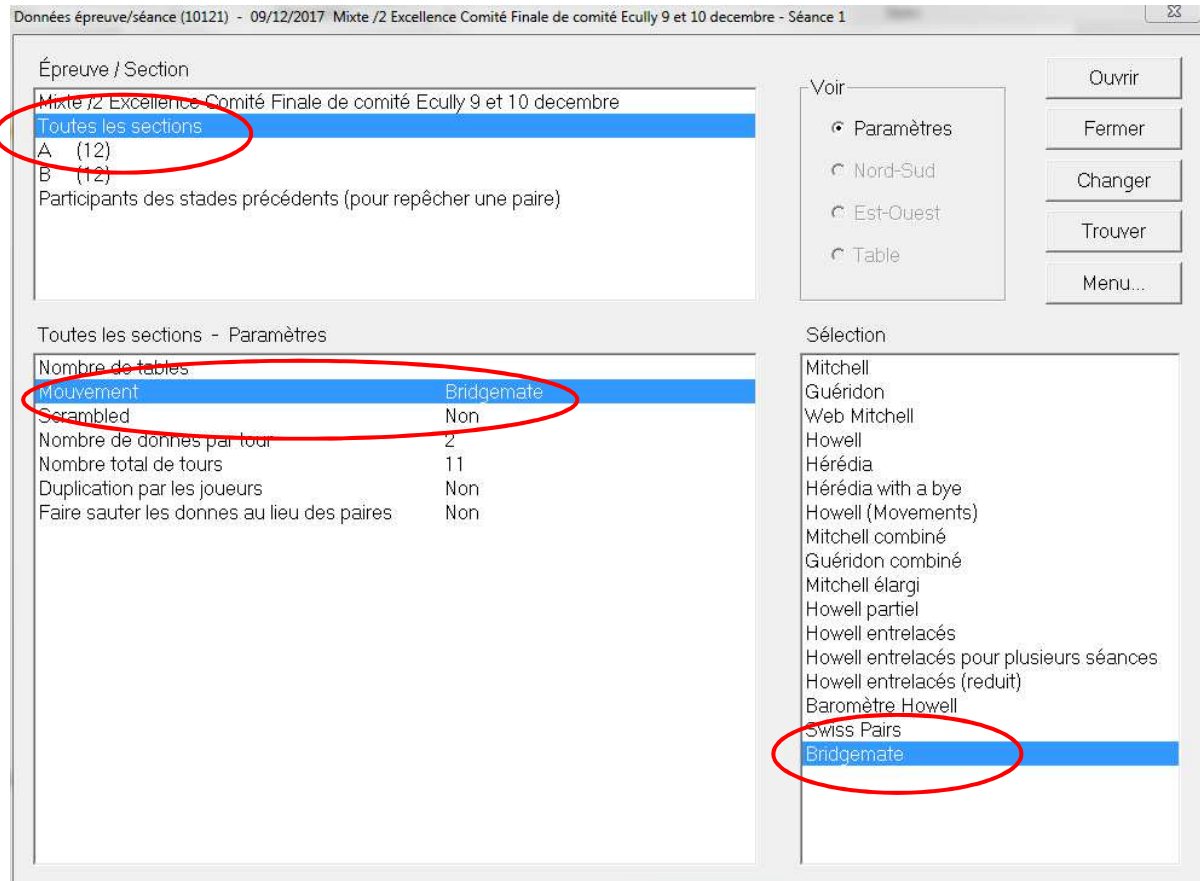 Données épreuve/séance (10121) - 09/12/2017 Mixte /2 Excellence Comité Finale de comité Ecully 9 et 10 decembre - Séance 1
Épreuve / Section
Mixte /2 Excellence Comité Finale de comité Ecully 9 et 10 decembre
Toutes les sections
A (12)
B (12)
Participants des stades précédents (pour repêcher une paire)
Voir
Paramètres
Nord-Sud
Est-Ouest
Table
Ouvrir
Fermer
Changer
Trouver
Menu...
Toutes les sections - Paramètres
Nombre de tables
Mouvement Bridgemate
Scrambled Non
Nombre de donnes par tour 2
Nombre total de tours 11
Duplication par les joueurs Non
Faire sauter les donnes au lieu des paires Non
Sélection
Mitchell
Guéridon
Web Mitchell
Howell
Hérédia
Hérédia with a bye
Howell (Movements)
Mitchell combiné
Guéridon combiné
Mitchell élargi
Howell partiel
Howell entrelacés
Howell entrelacés pour plusieurs séances
Howell entrelacés (reduit)
Baromètre Howell
Swiss Pairs
Bridgemate